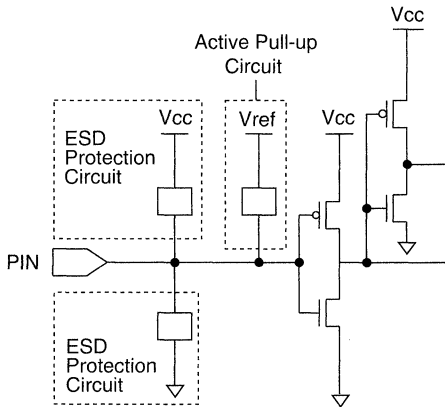 Vcc
Active Pull-up
Circuit
ESD
Protection
Circuit
Vcc
Vref
Vcc
PIN
ESD
Protection
Circuit